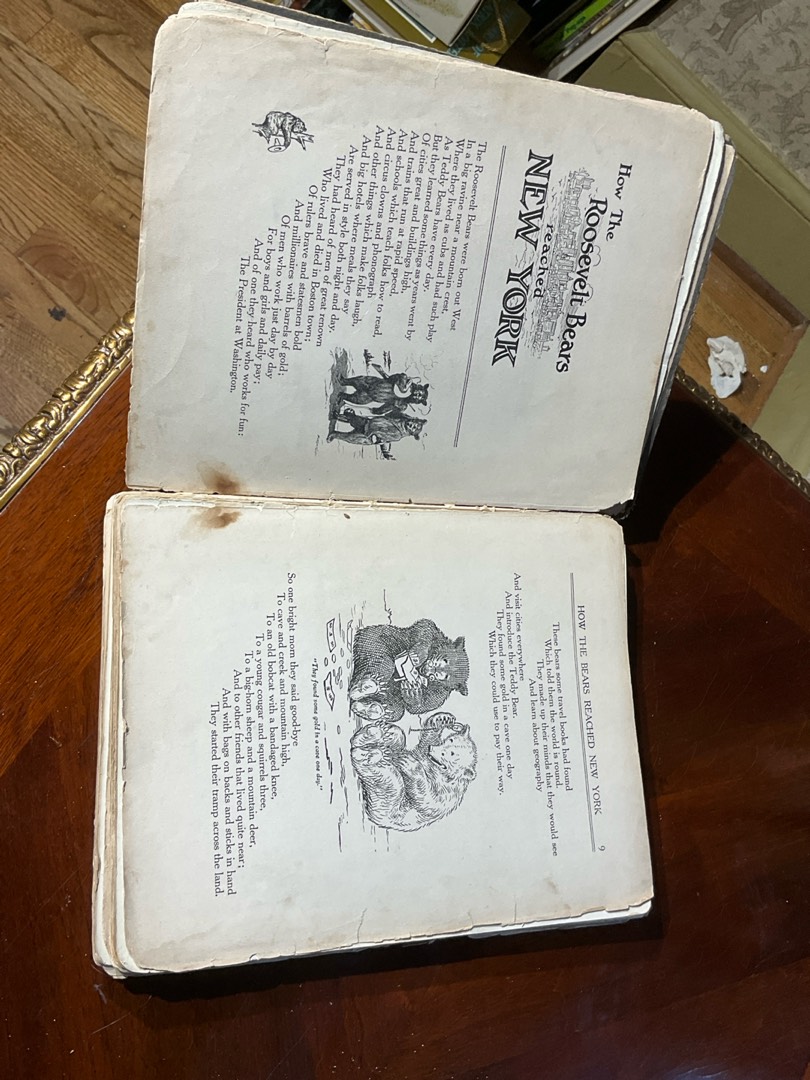 How The
Roosevelt Bears
reached
NEW YORK
The Roosevelt Bears were born out West
In a big ravine near a mountain crest,
Where they lived as cubs and had such play
As Teddy Bears have every day.
But they learned some things as years went by
Of cities great and buildings high,
And trains that run at rapid speed,
And schools which teach folks how to read,
And circus clowns and phonograph
And other things which make folks laugh,
And big hotels where meals they say
Are served in style both night and day.
They had heard of men of great renown
Who lived and died in Boston town;
Of rulers brave and statesmen bold
And millionaires with barrels of gold;
Of men who work just day by day
For boys and girls and daily pay;
And of one they heard who works for fun:
The President at Washington.
HOW THE BEARS REACHED NEW YORK 9
These bears some travel books had found
Which told them the world is round.
They made up their minds that they would see
And learn about geography
And visit cities everywhere
And introduce the Teddy Bear.
They found some gold in a cave one day
Which they could use to pay their way.
"They found some gold in a cave one day."
So one bright morn they said good-bye
To cave and creek and mountain high,
To an old bobcat with a bandaged knee,
To a young cougar and squirrels three,
To a big-horn sheep and a mountain deer,
And to other friends that lived quite near;
And with bags on backs and sticks in hand
They started their tramp across the land.